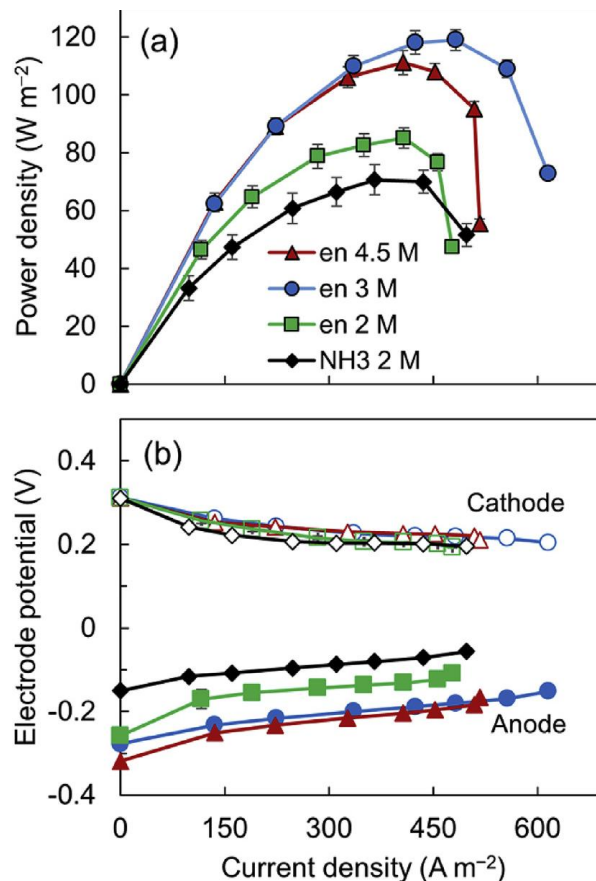 (a)
120
100
80
60
40
20
0
Power density (W m⁻²)
en 4.5 M
en 3 M
en 2 M
NH3 2 M
(b)
0.4
0.2
0
-0.2
-0.4
Electrode potential (V)
Cathode
Anode
0 150 300 450 600
Current density (A m⁻²)